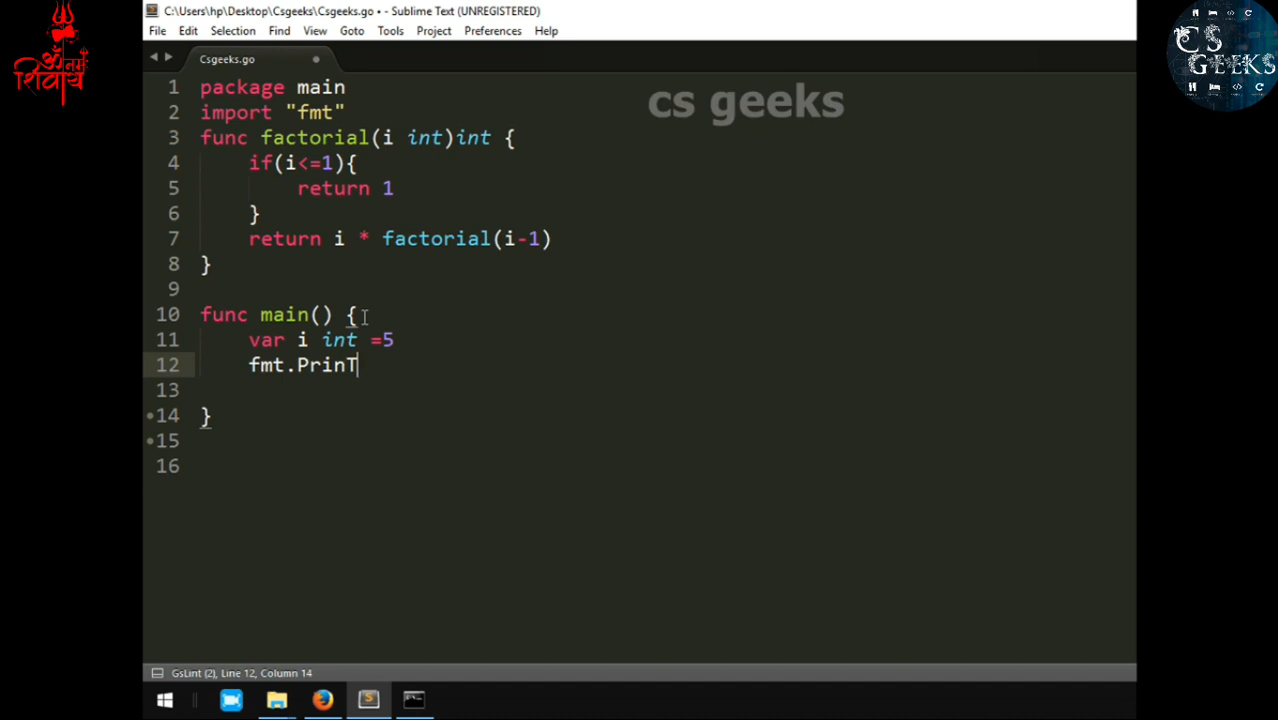 ॐ नमः
शिवाय
C:\Users\hp\Desktop\Csgeeks\Csgeeks.go • - Sublime Text (UNREGISTERED)
File Edit Selection Find View Goto Tools Project Preferences Help
Csgeeks.go
cs geeks
CS
GEEKS
1 package main
2 import "fmt"
3 func factorial(i int)int {
4 if(i<=1){
5 return 1
6 }
7 return i * factorial(i-1)
8 }
9
10 func main() {
11 var i int =5
12 fmt.PrinT
13
14 }
15
16
GsLint (2), Line 12, Column 14